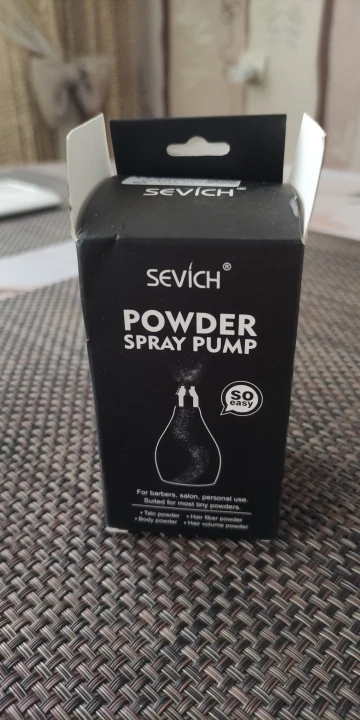 SEVICH™
SEVICH®
POWDER
SPRAY PUMP
so
easy
For barbers, salon, personal use.
Suited for most tiny powders.
• Talc powder • Hair fiber powder
• Body powder • Hair volume powder